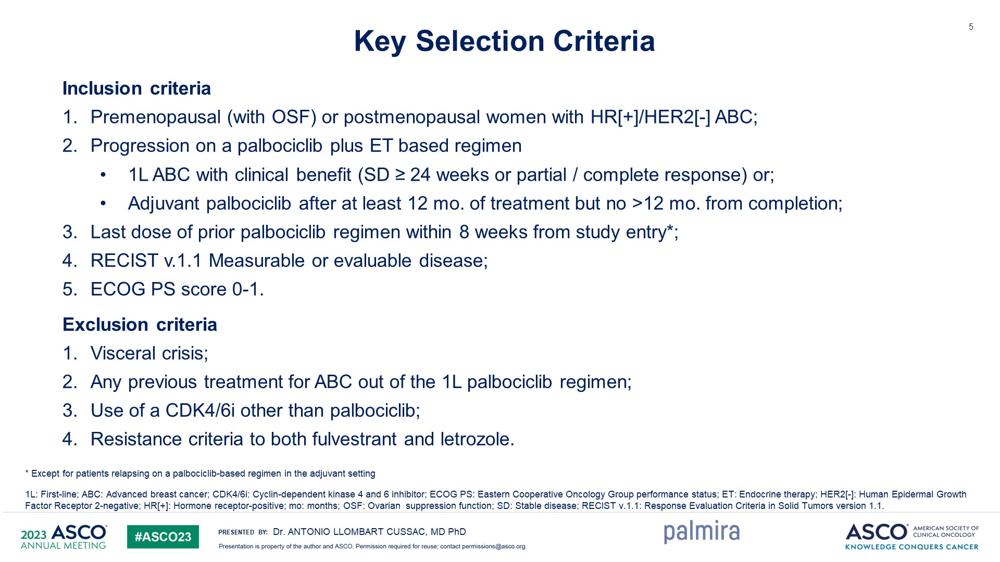 5
Key Selection Criteria
Inclusion criteria
1. Premenopausal (with OSF) or postmenopausal women with HR[+]/HER2[-] ABC;
2. Progression on a palbociclib plus ET based regimen
• 1L ABC with clinical benefit (SD ≥ 24 weeks or partial / complete response) or;
• Adjuvant palbociclib after at least 12 mo. of treatment but no >12 mo. from completion;
3. Last dose of prior palbociclib regimen within 8 weeks from study entry*;
4. RECIST v.1.1 Measurable or evaluable disease;
5. ECOG PS score 0-1.
Exclusion criteria
1. Visceral crisis;
2. Any previous treatment for ABC out of the 1L palbociclib regimen;
3. Use of a CDK4/6i other than palbociclib;
4. Resistance criteria to both fulvestrant and letrozole.
* Except for patients relapsing on a palbociclib-based regimen in the adjuvant setting
1L: First-line; ABC: Advanced breast cancer; CDK4/6i: Cyclin-dependent kinase 4 and 6 inhibitor; ECOG PS: Eastern Cooperative Oncology Group performance status; ET: Endocrine therapy; HER2[-]: Human Epidermal Growth
Factor Receptor 2-negative; HR[+]: Hormone receptor-positive; mo: months; OSF: Ovarian suppression function; SD: Stable disease; RECIST v.1.1: Response Evaluation Criteria in Solid Tumors version 1.1.
2023 ASCO®
ANNUAL MEETING
#ASCO23
PRESENTED BY: Dr. ANTONIO LLOMBART CUSSAC, MD PhD
Presentation is property of the author and ASCO. Permission required for reuse; contact permissions@asco.org.
palmira
ASCO® AMERICAN SOCIETY OF
CLINICAL ONCOLOGY
KNOWLEDGE CONQUERS CANCER